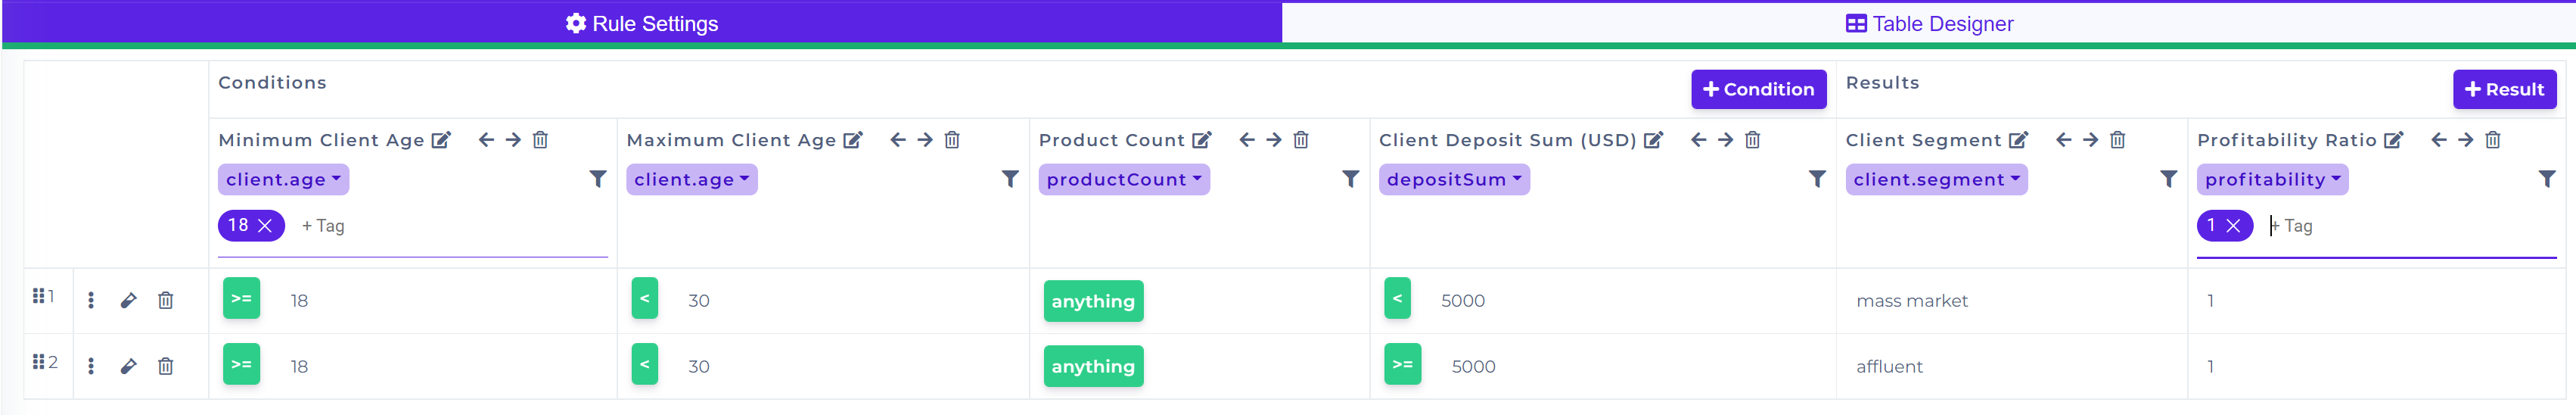 Rule Settings Table Designer
Conditions + Condition Results + Result
Minimum Client Age Maximum Client Age Product Count Client Deposit Sum (USD) Client Segment Profitability Ratio
client.age client.age productCount depositSum client.segment profitability
18 × + Tag 1 × + Tag
1 >= 18 < 30 anything < 5000 mass market 1
2 >= 18 < 30 anything >= 5000 affluent 1